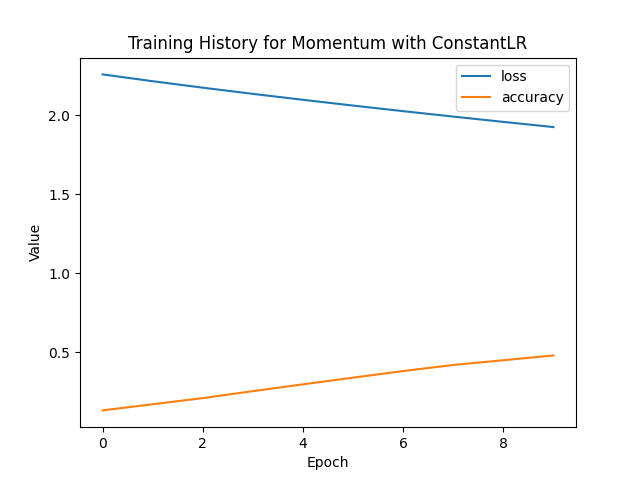 Training History for Momentum with ConstantLR
loss
accuracy
2.0
1.5
1.0
0.5
Value
0 2 4 6 8
Epoch